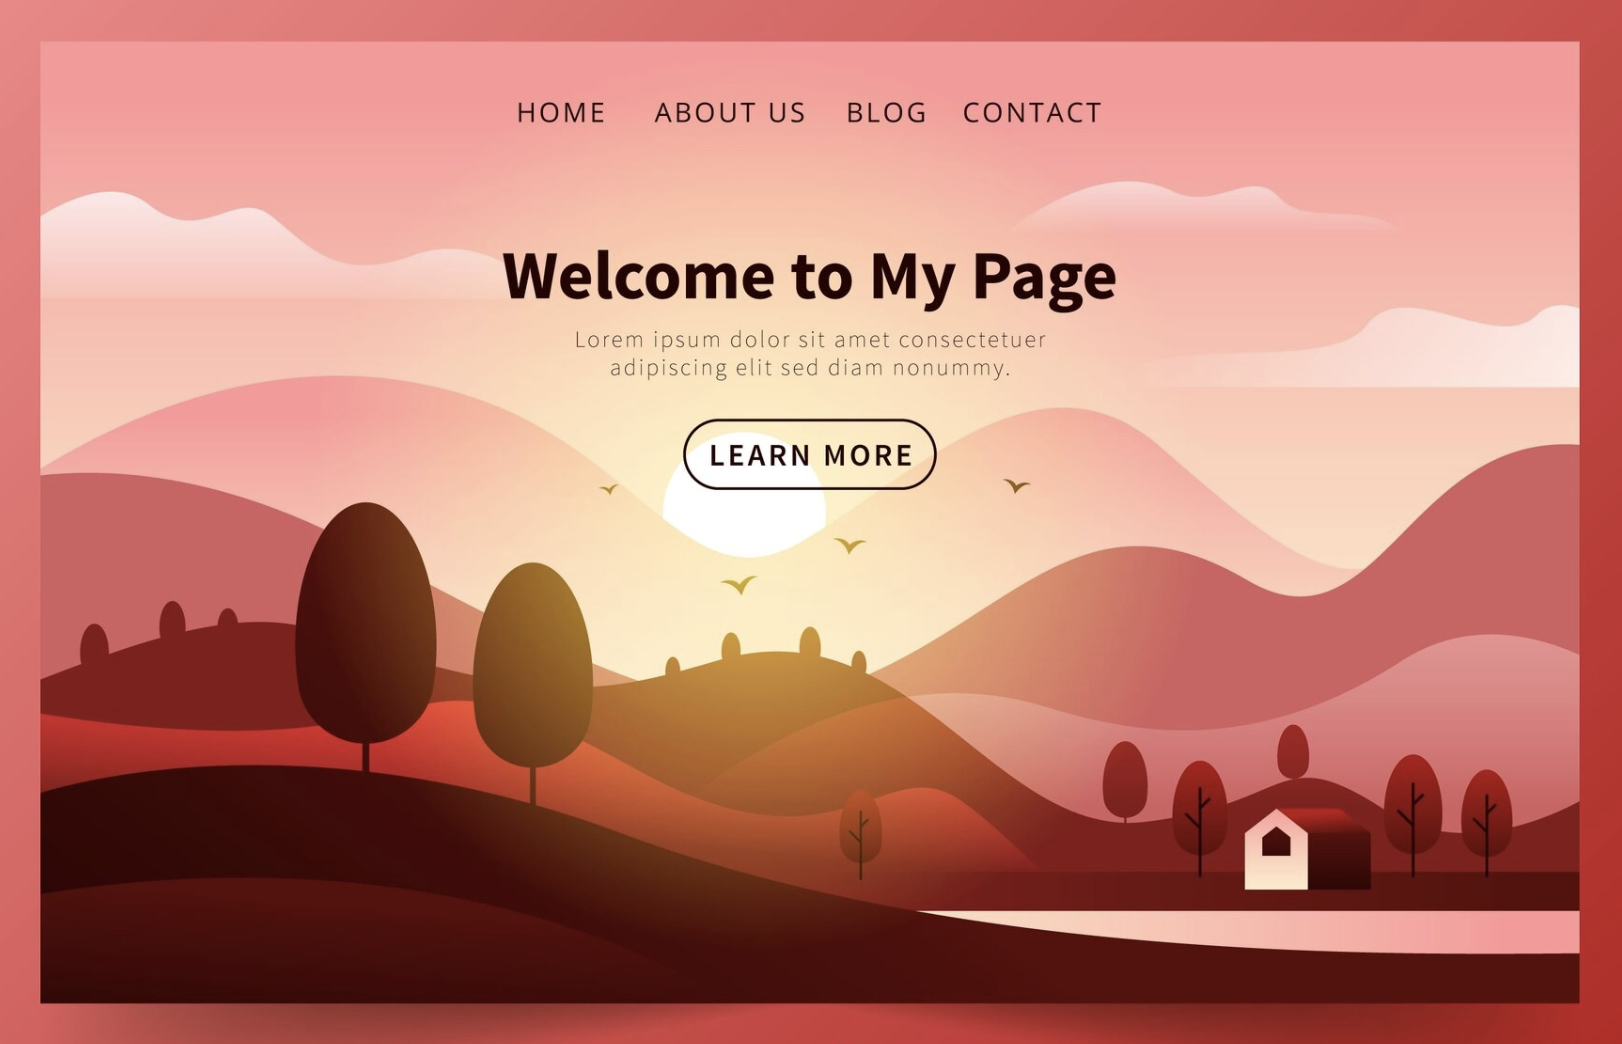 HOME ABOUT US BLOG CONTACT
Welcome to My Page
Lorem ipsum dolor sit amet consectetuer
adipiscing elit sed diam nonummy.
LEARN MORE